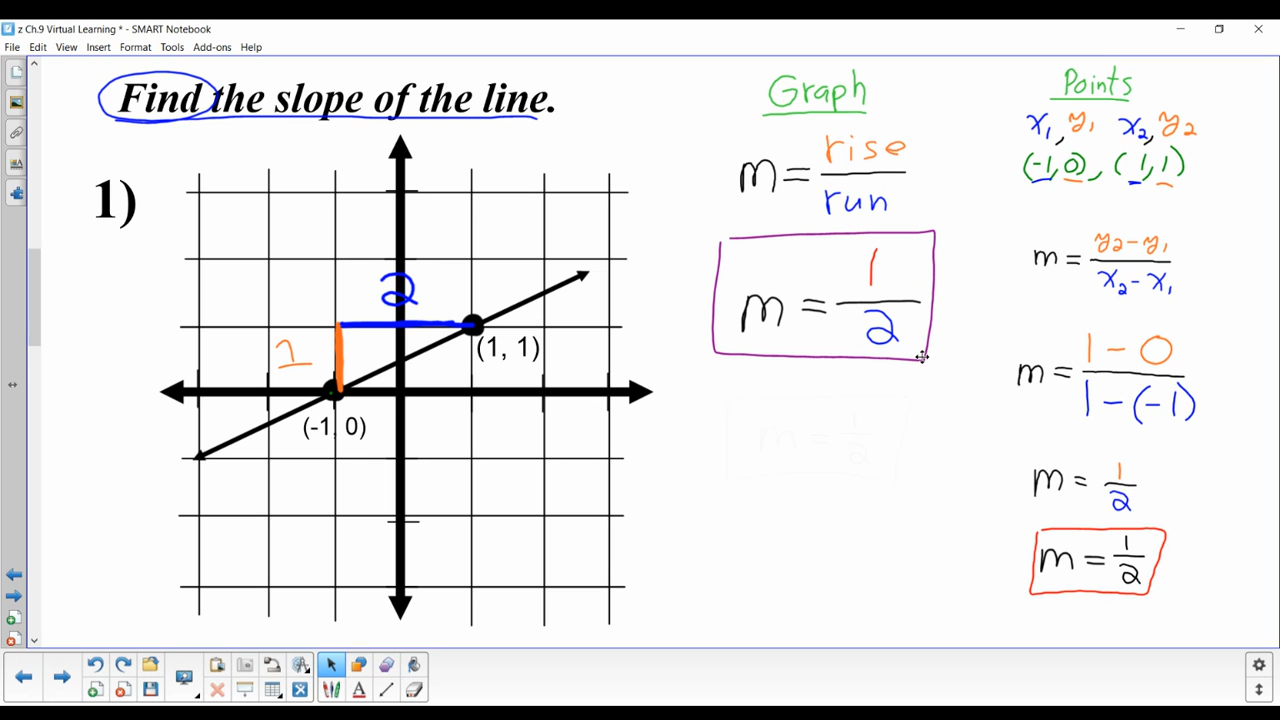 z Ch.9 Virtual Learning * - SMART Notebook
File Edit View Insert Format Tools Add-ons Help
Find the slope of the line.
1)
2
1
(1, 1)
(-1, 0)
Graph
m = rise/run
m = 1/2
m = 1/2
Points
x₁, y₁ x₂, y₂
(-1, 0), (1, 1)
m = y₂ - y₁/x₂ - x₁
m = 1 - 0/1 - (-1)
m = 1/2
m = 1/2